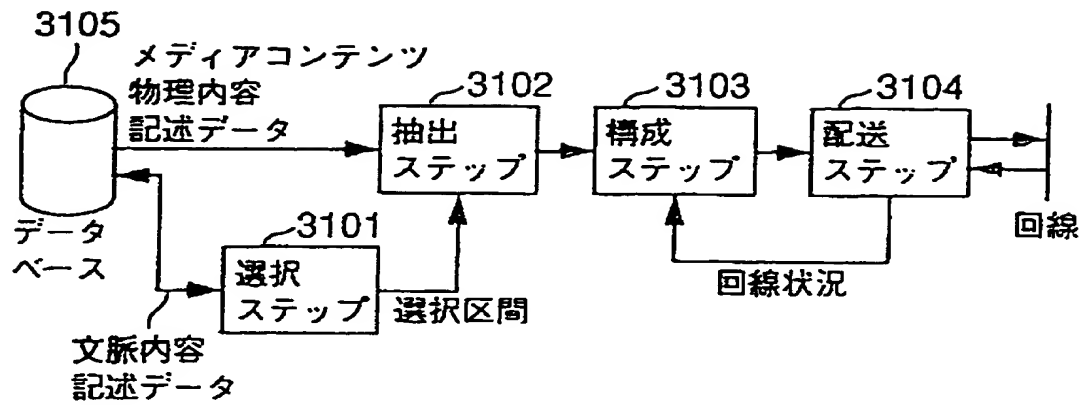 3105
メディアコンテンツ
物理内容
記述データ
3102
抽出
ステップ
3103
構成
ステップ
3104
配送
ステップ
データ
ベース
3101
選択
ステップ
選択区間
回線状況
回線
文脈内容
記述データ